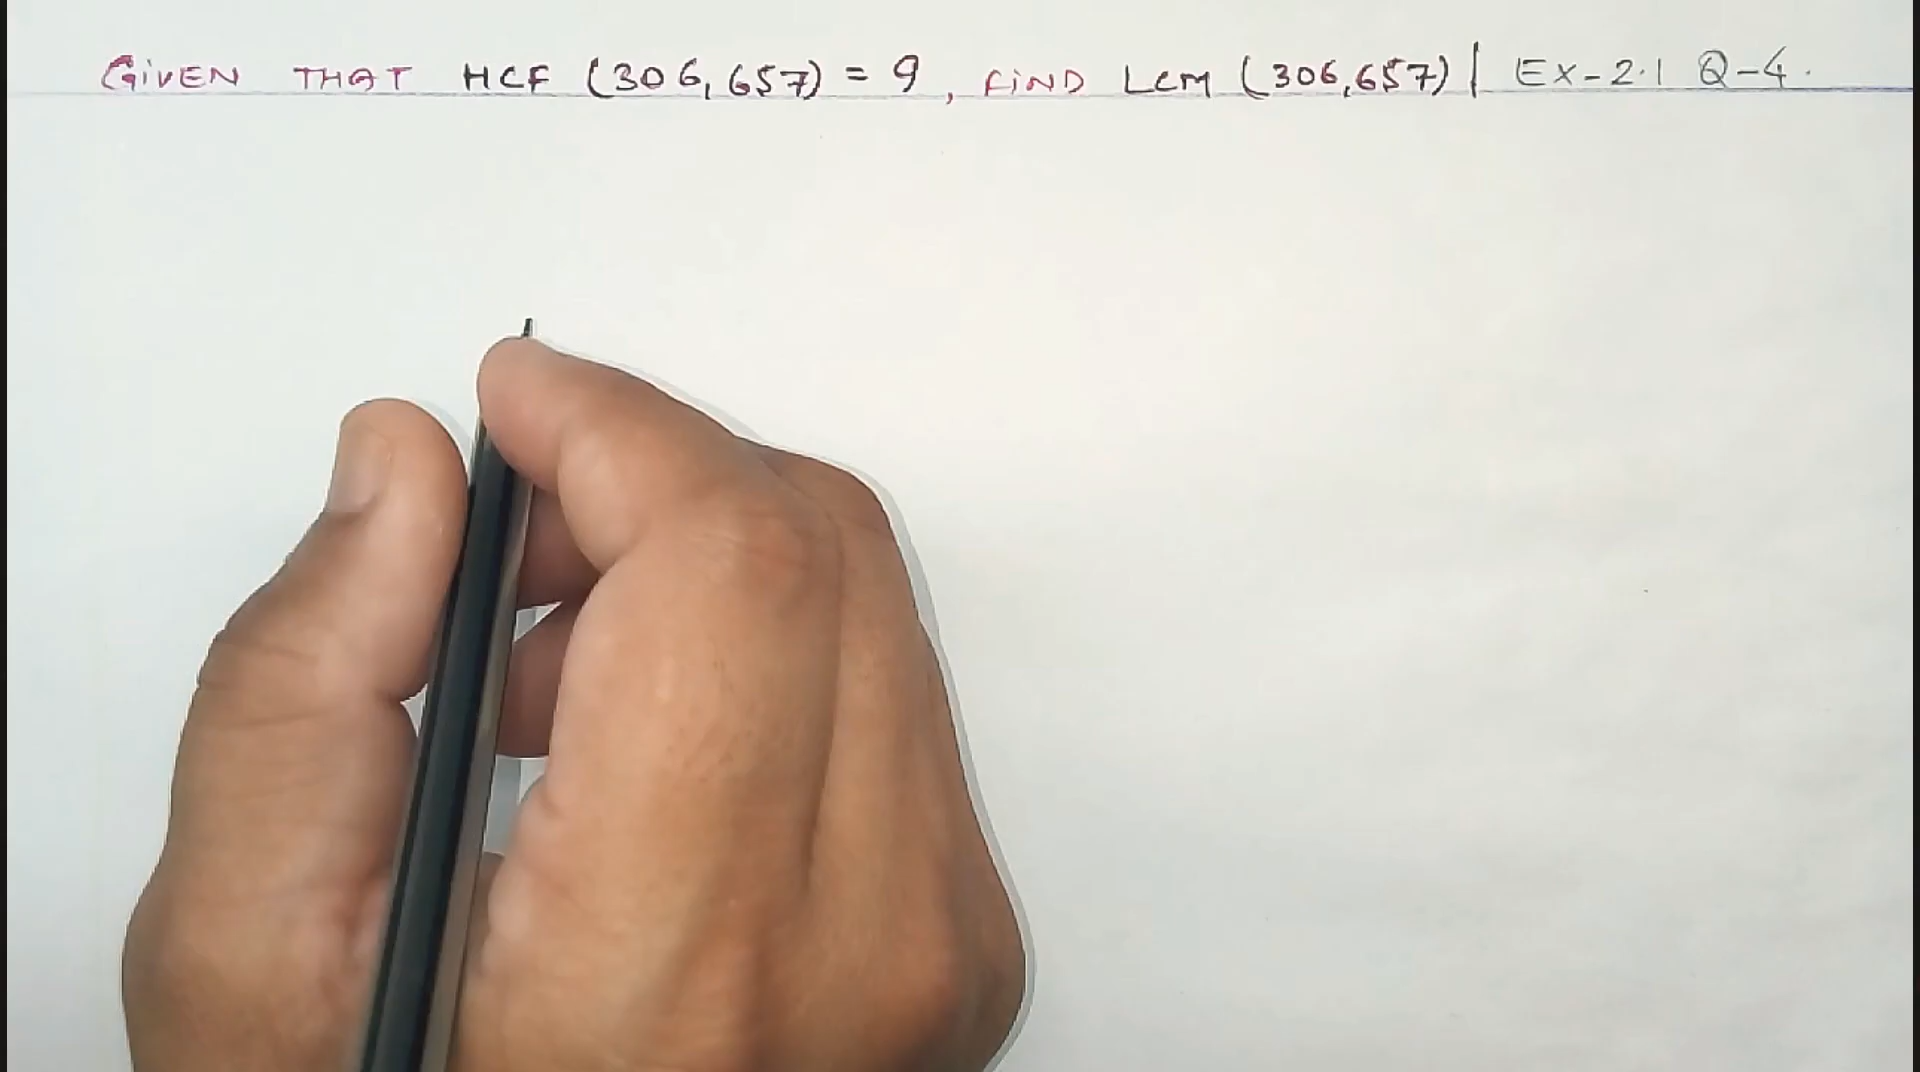 GiVEN THAT HCF (306, 657) = 9, FiND LCM (306,657) | EX-2.1 Q-4.